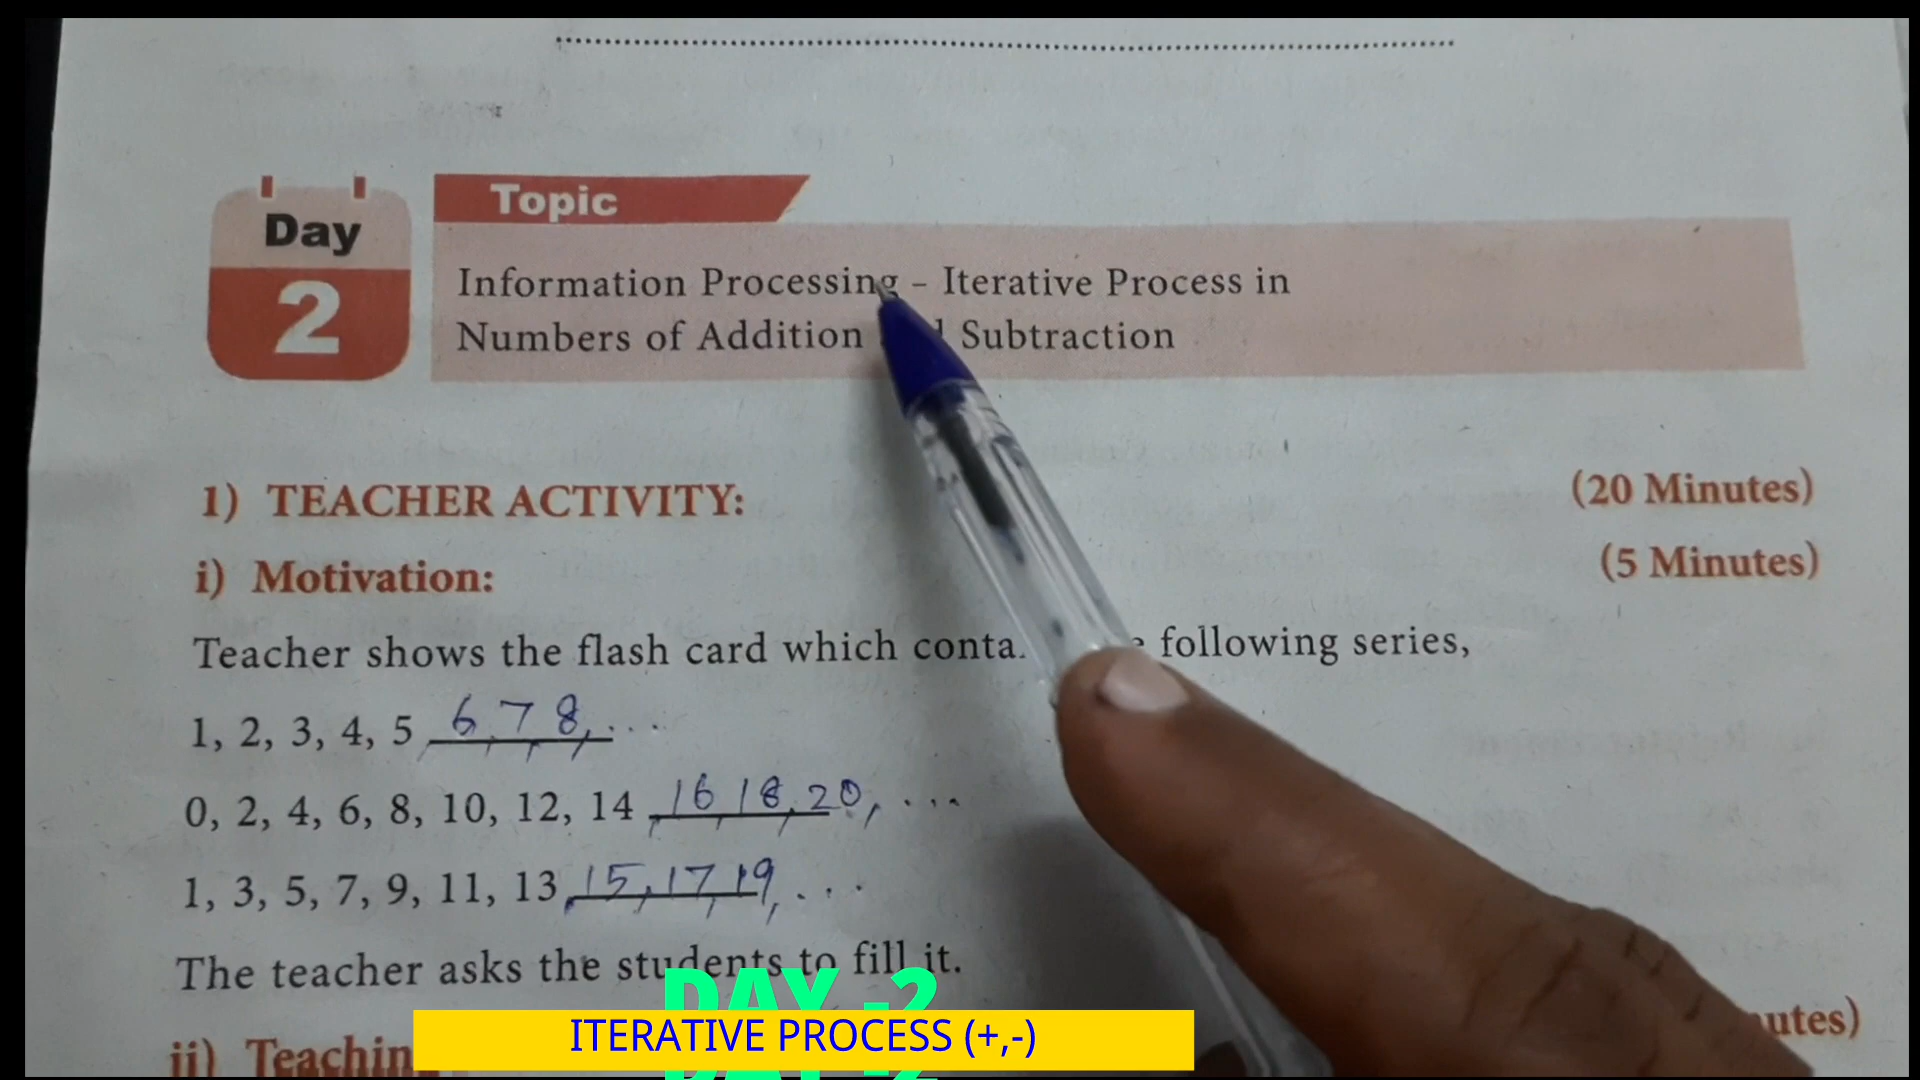 Topic
Day
2
Information Processing – Iterative Process in
Numbers of Addition Subtraction
1) TEACHER ACTIVITY: (20 Minutes)
i) Motivation: (5 Minutes)
Teacher shows the flash card which following series,
1, 2, 3, 4, 5 , 6, 7, 8, ...
0, 2, 4, 6, 8, 10, 12, 14 , 16, 18, 20, ...
1, 3, 5, 7, 9, 11, 13, 15, 17, 19, ...
The teacher asks the students to fill it.
DAY -2
ITERATIVE PROCESS (+,-)
ii)